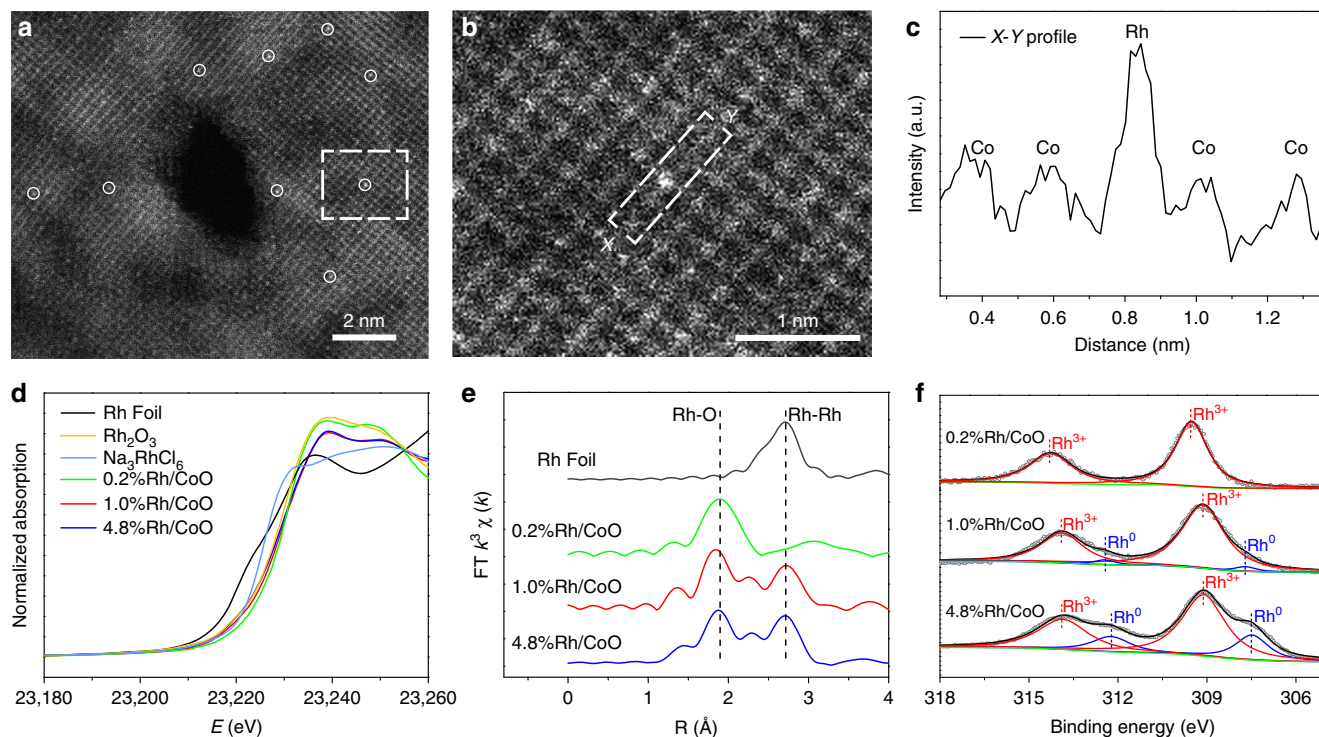 a
2 nm
b
X
Y
1 nm
c
X-Y profile
Rh
Co
Co
Co
Co
Intensity (a.u.)
0.4
0.6
0.8
1.0
1.2
Distance (nm)
d
Rh Foil
Rh₂O₃
Na₃RhCl₆
0.2%Rh/CoO
1.0%Rh/CoO
4.8%Rh/CoO
Normalized absorption
23,180
23,200
23,220
23,240
23,260
E (eV)
e
Rh-O
Rh-Rh
Rh Foil
0.2%Rh/CoO
1.0%Rh/CoO
4.8%Rh/CoO
FT k³ χ (k)
0
1
2
3
4
R (Å)
f
0.2%Rh/CoO
Rh³⁺
Rh³⁺
1.0%Rh/CoO
Rh³⁺
Rh⁰
Rh³⁺
Rh⁰
4.8%Rh/CoO
Rh³⁺
Rh⁰
Rh³⁺
Rh⁰
318
315
312
309
306
Binding energy (eV)